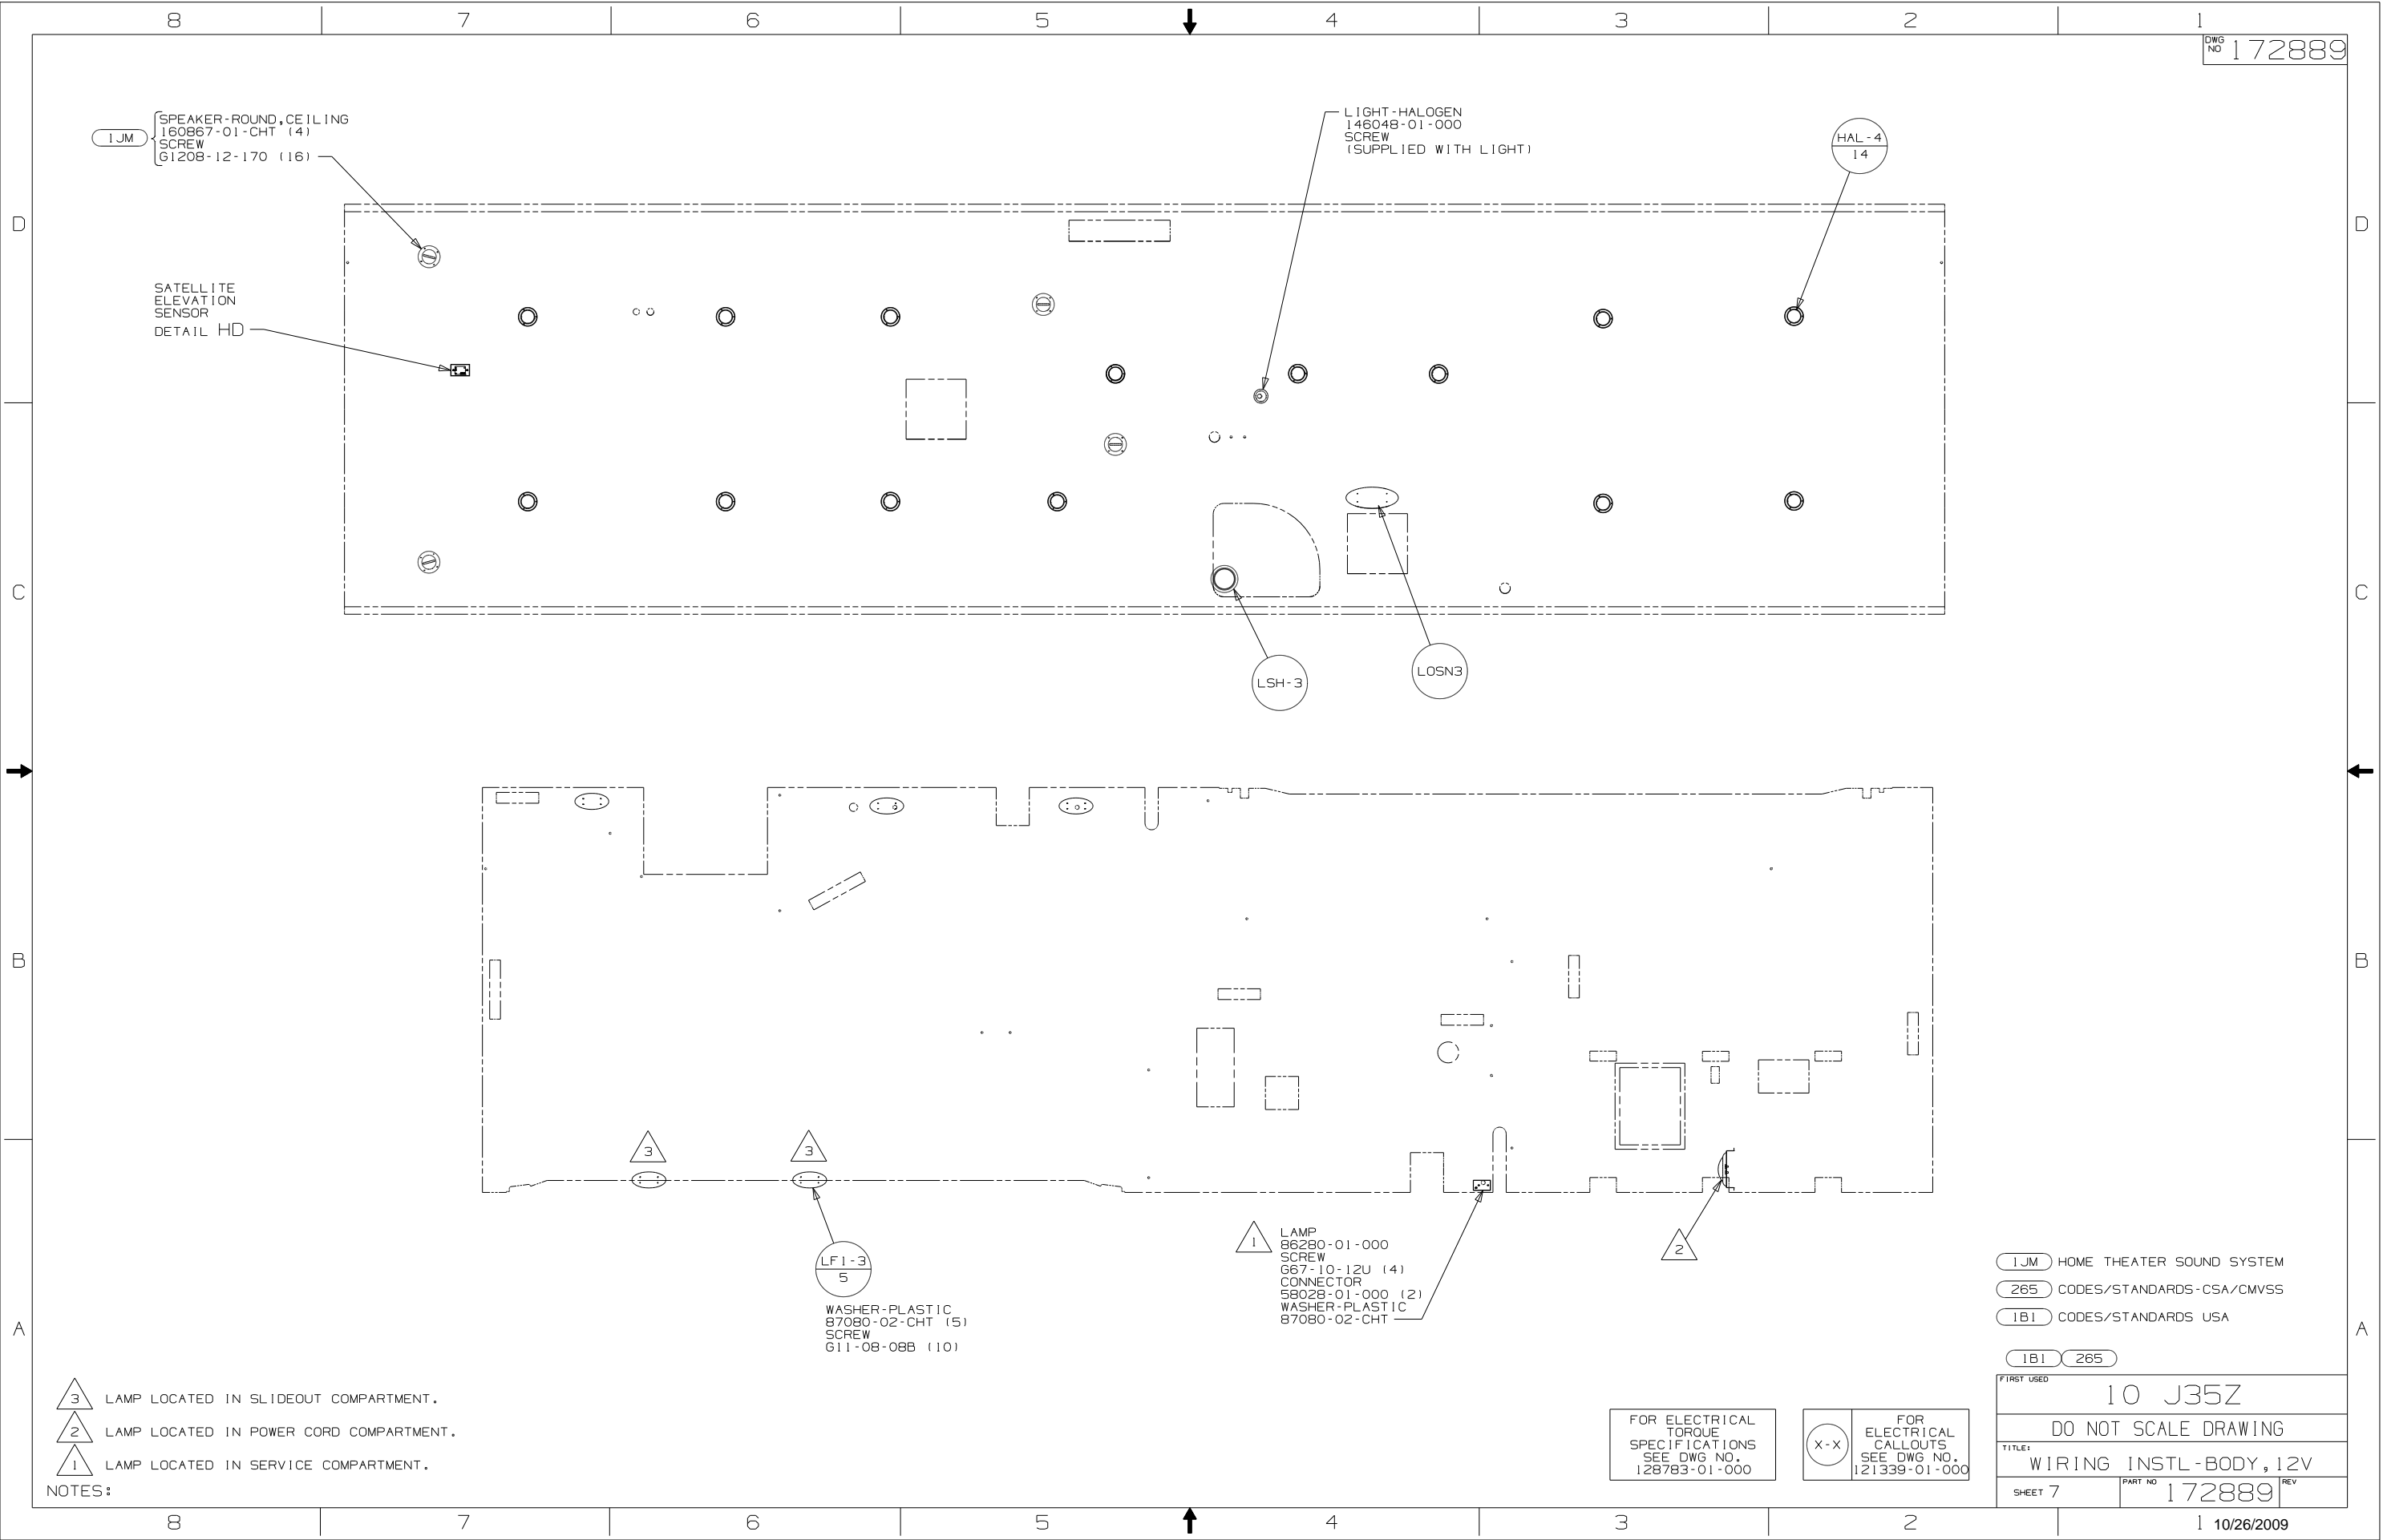 8 7 6 5 4 3 2 1
DWG NO 172889
1JM
SPEAKER-ROUND,CEILING
160867-01-CHT (4)
SCREW
G1208-12-170 (16)
LIGHT-HALOGEN
146048-01-000
SCREW
(SUPPLIED WITH LIGHT)
HAL-4
14
D D
SATELLITE
ELEVATION
SENSOR
DETAIL HD
C C
LSH-3
LOSN3
B B
3 3
LF1-3
5
WASHER-PLASTIC
87080-02-CHT (5)
SCREW
G11-08-08B (10)
1
LAMP
86280-01-000
SCREW
G67-10-12U (4)
CONNECTOR
58028-01-000 (2)
WASHER-PLASTIC
87080-02-CHT
2
1JM HOME THEATER SOUND SYSTEM
265 CODES/STANDARDS-CSA/CMVSS
1B1 CODES/STANDARDS USA
A A
1B1 265
3 LAMP LOCATED IN SLIDEOUT COMPARTMENT.
2 LAMP LOCATED IN POWER CORD COMPARTMENT.
1 LAMP LOCATED IN SERVICE COMPARTMENT.
NOTES:
FOR ELECTRICAL
TORQUE
SPECIFICATIONS
SEE DWG NO.
128783-01-000
X-X
FOR
ELECTRICAL
CALLOUTS
SEE DWG NO.
121339-01-000
FIRST USED
10 J35Z
DO NOT SCALE DRAWING
TITLE:
WIRING INSTL-BODY,12V
SHEET 7
PART NO 172889
REV
8 7 6 5 4 3 2 1
10/26/2009